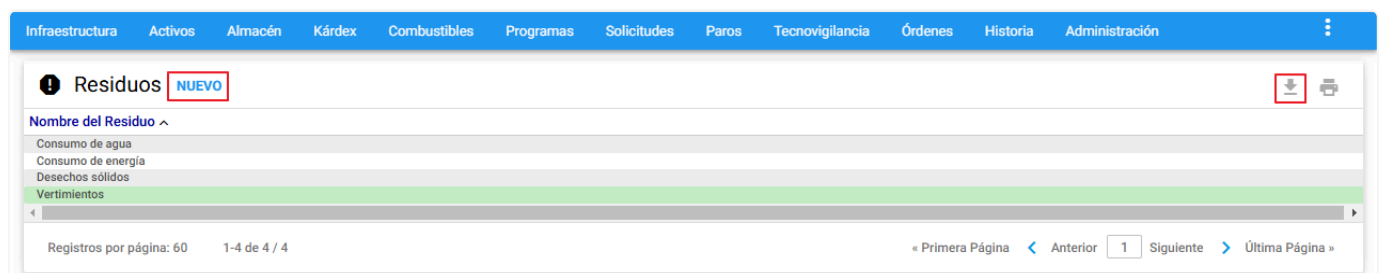 Infraestructura Activos Almacén Kárdex Combustibles Programas Solicitudes Paros Tecnovigilancia Órdenes Historia Administración
Residuos NUEVO
Nombre del Residuo
Consumo de agua
Consumo de energía
Desechos sólidos
Vertimientos
Registros por página: 60 1-4 de 4 / 4 « Primera Página Anterior 1 Siguiente Última Página »